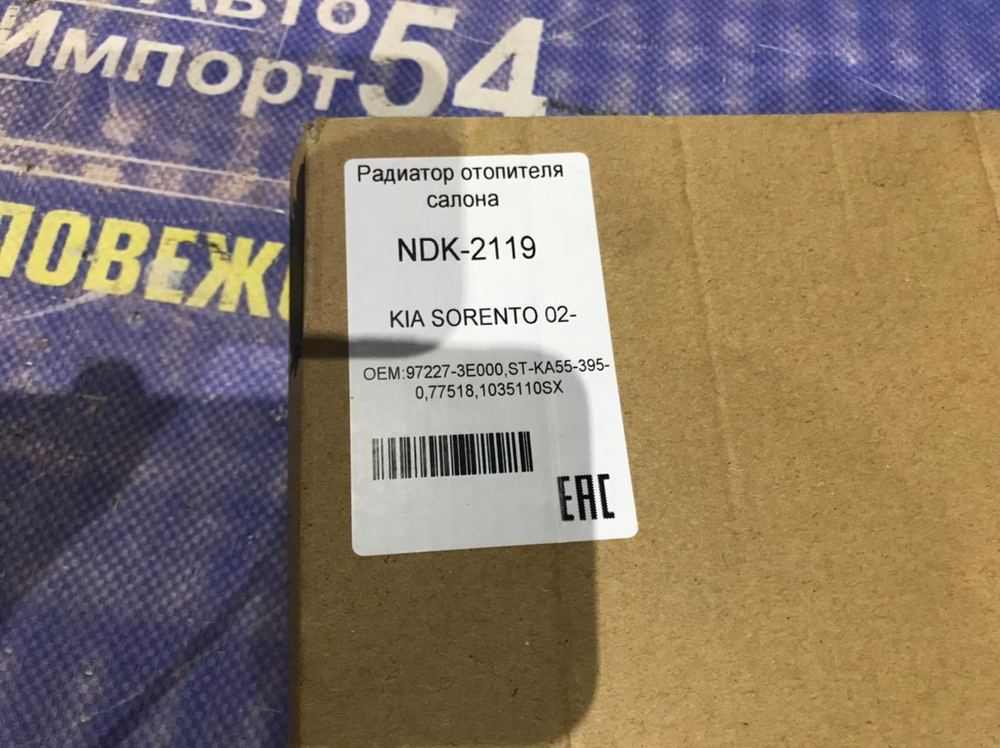 Авто
Импорт54
ПОВЕЖ
Радиатор отопителя
салона
NDK-2119
KIA SORENTO 02-
OEM:97227-3E000,ST-KA55-395-
0,77518,1035110SX
EAC